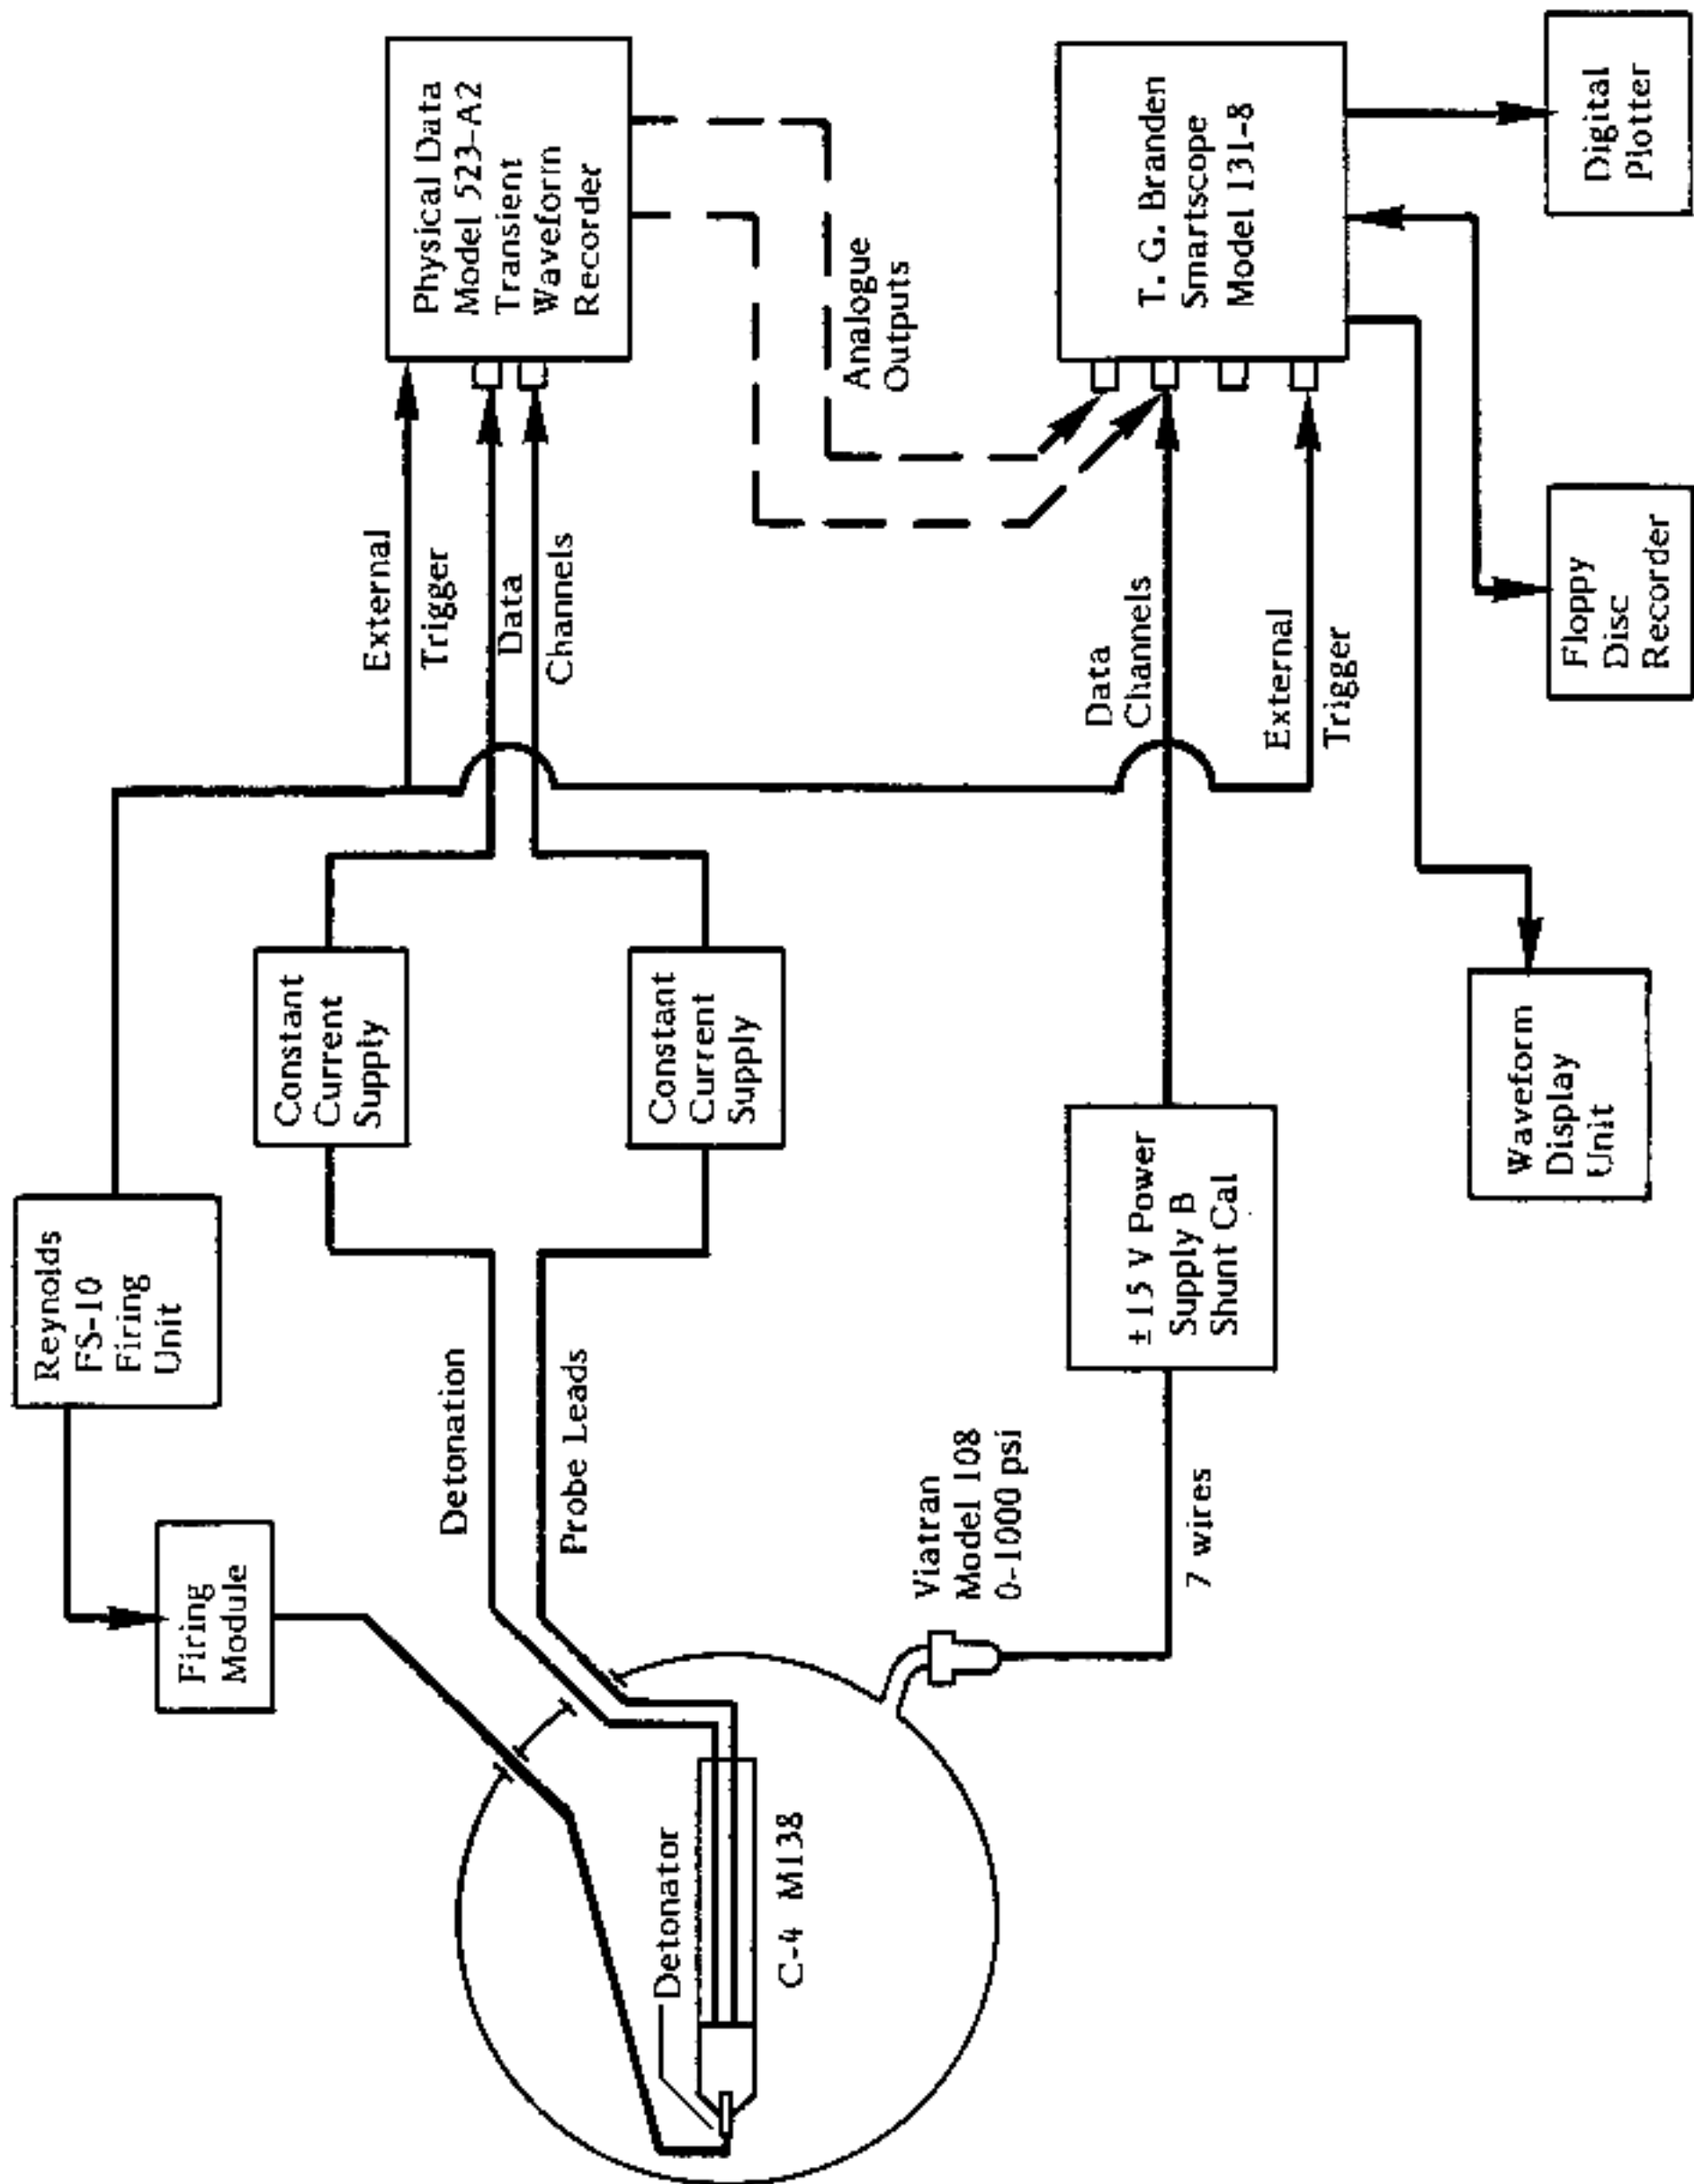 Reynolds
FS-10
Firing
Unit
Firing
Module
Constant
Current
Supply
Constant
Current
Supply
Physical Data
Model 523-A2
Transient
Waveform
Recorder
External
Trigger
Data
Channels
Detonation
Probe Leads
Analogue
Outputs
Detonator
C-4 M138
Viatran
Model 108
0-1000 psi
7 wires
±15 V Power
Supply B
Shunt Cal
Data
Channels
External
Trigger
T. G. Branden
Smartscope
Model 131-8
Waveform
Display
Unit
Floppy
Disc
Recorder
Digital
Plotter